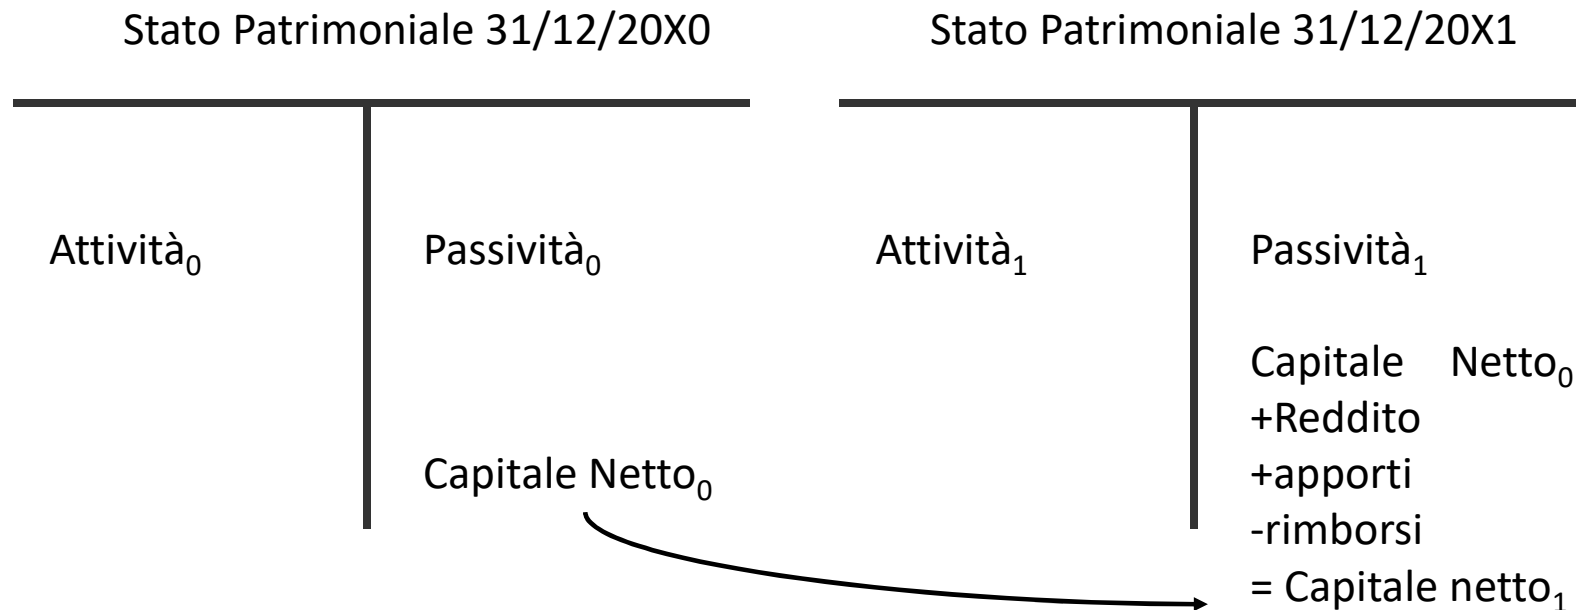 Stato Patrimoniale 31/12/20X0
Attività₀
Passività₀
Capitale Netto₀
Stato Patrimoniale 31/12/20X1
Attività₁
Passività₁
Capitale Netto₀
+Reddito
+apporti
-rimborsi
= Capitale netto₁